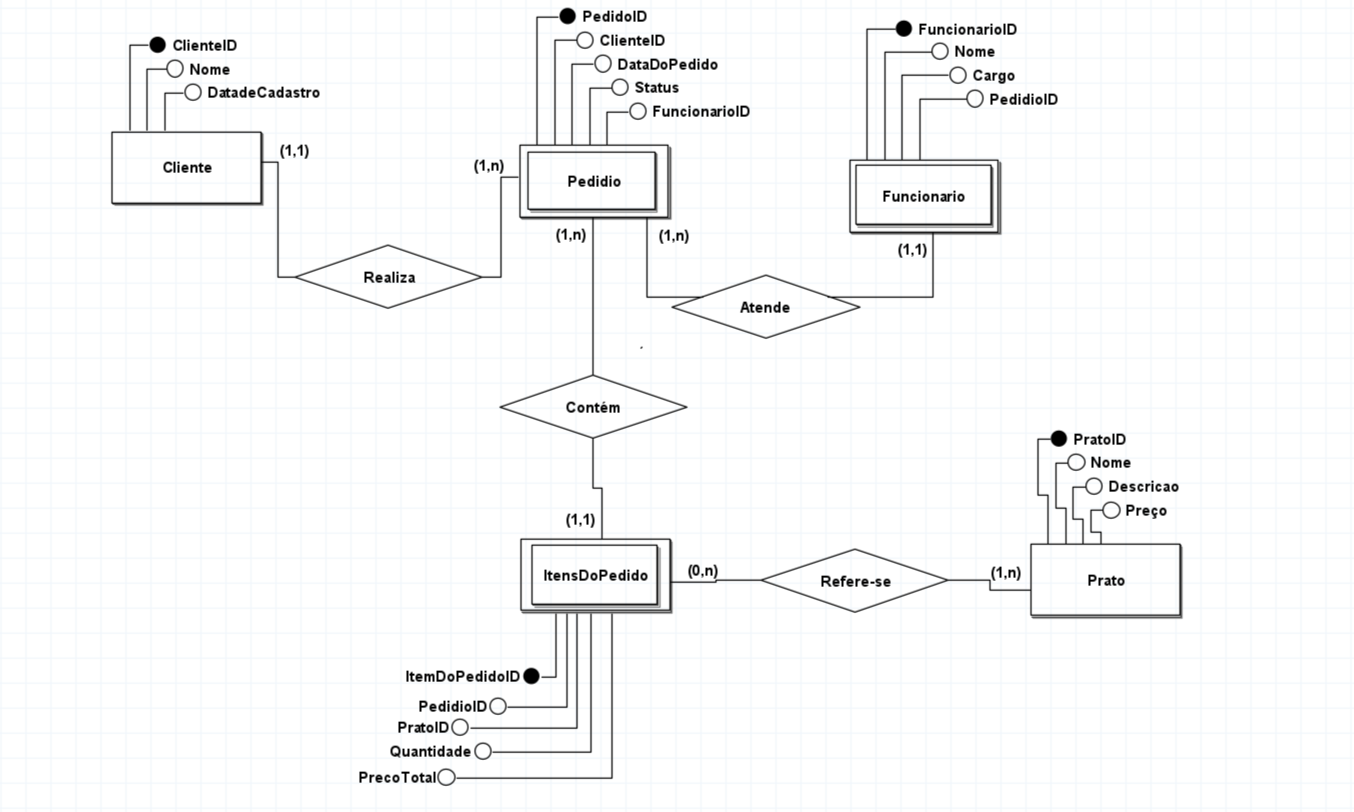 ClienteID
Nome
DatadeCadastro
Cliente
(1,1)
PedidoID
ClienteID
DataDoPedido
Status
FuncionarioID
(1,n)
Pedidio
(1,n)
(1,n)
FuncionarioID
Nome
Cargo
PedidioID
Funcionario
(1,1)
Realiza
Atende
Contém
(1,1)
ItensDoPedido
(0,n)
Refere-se
(1,n)
PratoID
Nome
Descricao
Preço
Prato
ItemDoPedidoID
PedidioID
PratoID
Quantidade
PrecoTotal